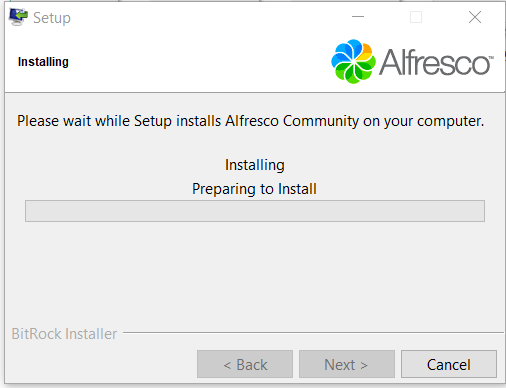 Setup
Installing
Alfresco™
Please wait while Setup installs Alfresco Community on your computer.
Installing
Preparing to Install
BitRock Installer
< Back
Next >
Cancel